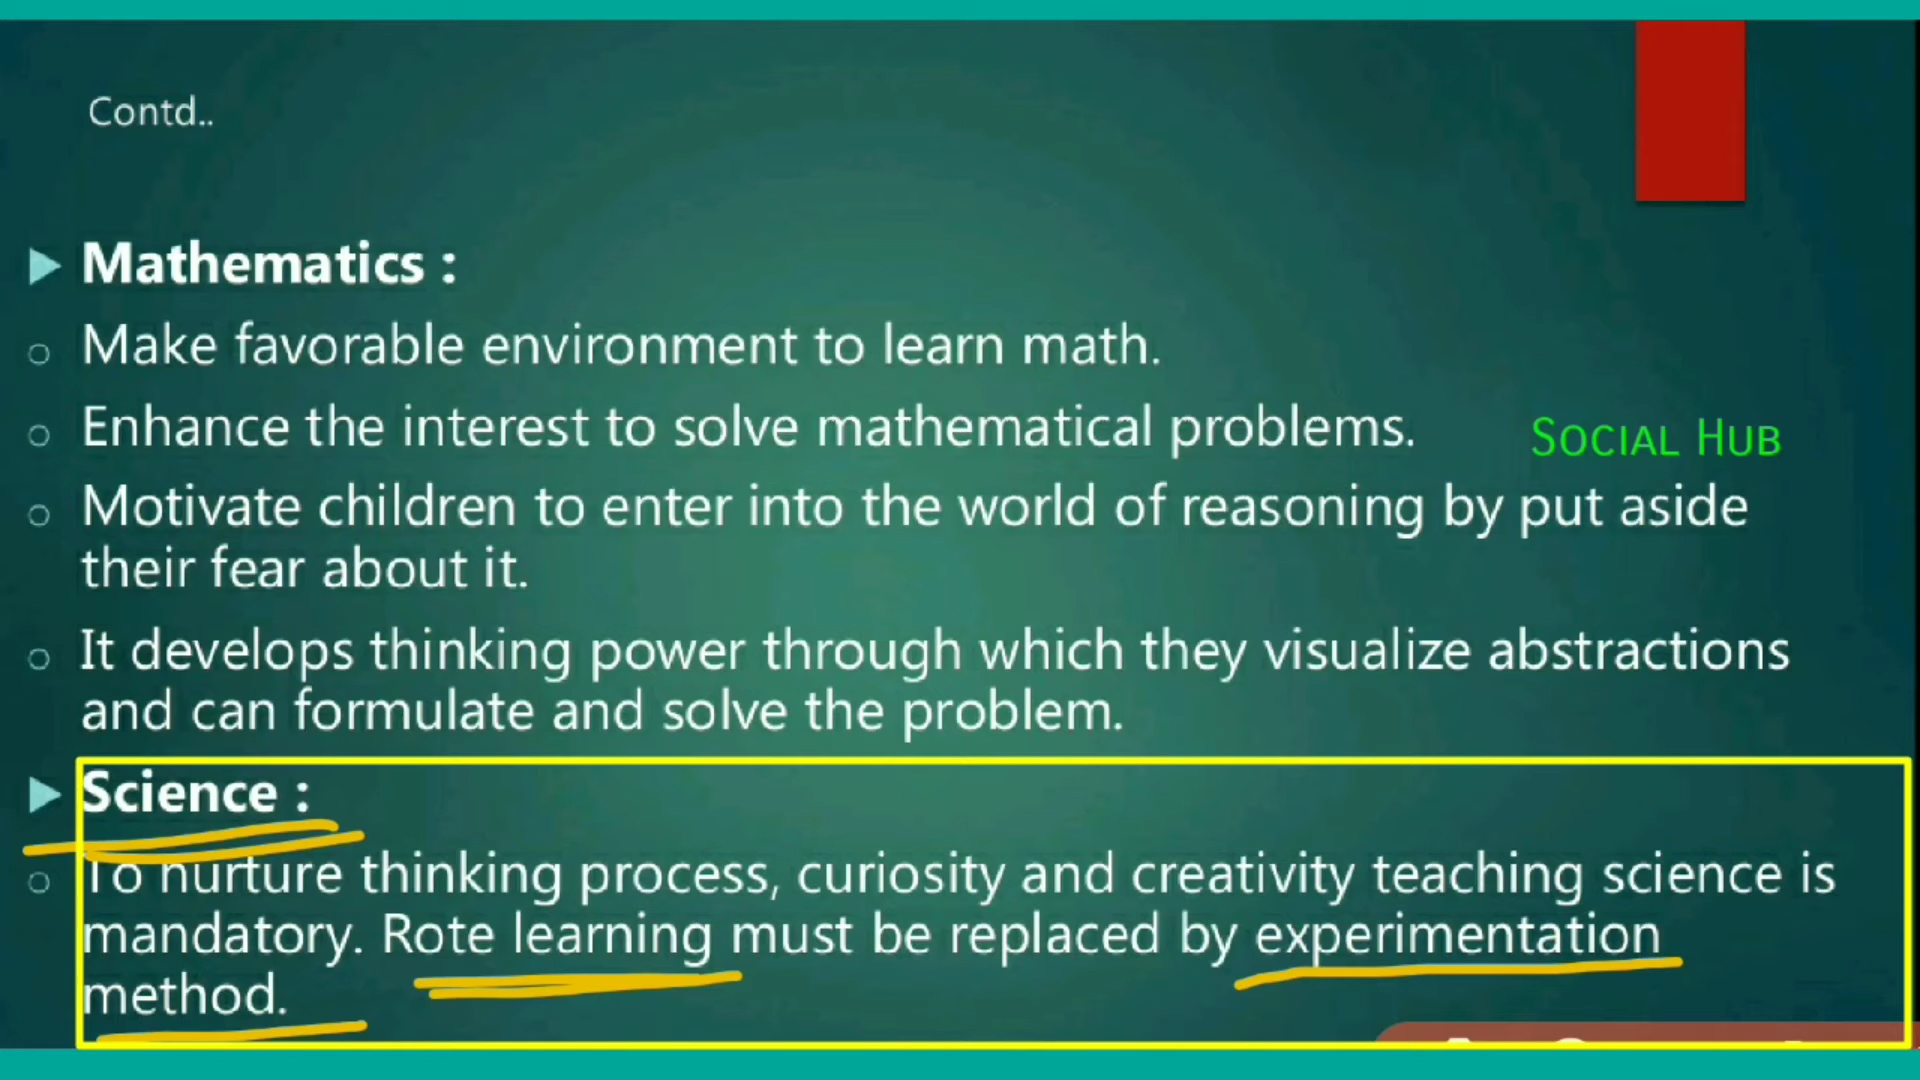 Contd..
Mathematics :
Make favorable environment to learn math.
Enhance the interest to solve mathematical problems.
SOCIAL HUB
Motivate children to enter into the world of reasoning by put aside
their fear about it.
It develops thinking power through which they visualize abstractions
and can formulate and solve the problem.
Science :
To nurture thinking process, curiosity and creativity teaching science is
mandatory. Rote learning must be replaced by experimentation
method.